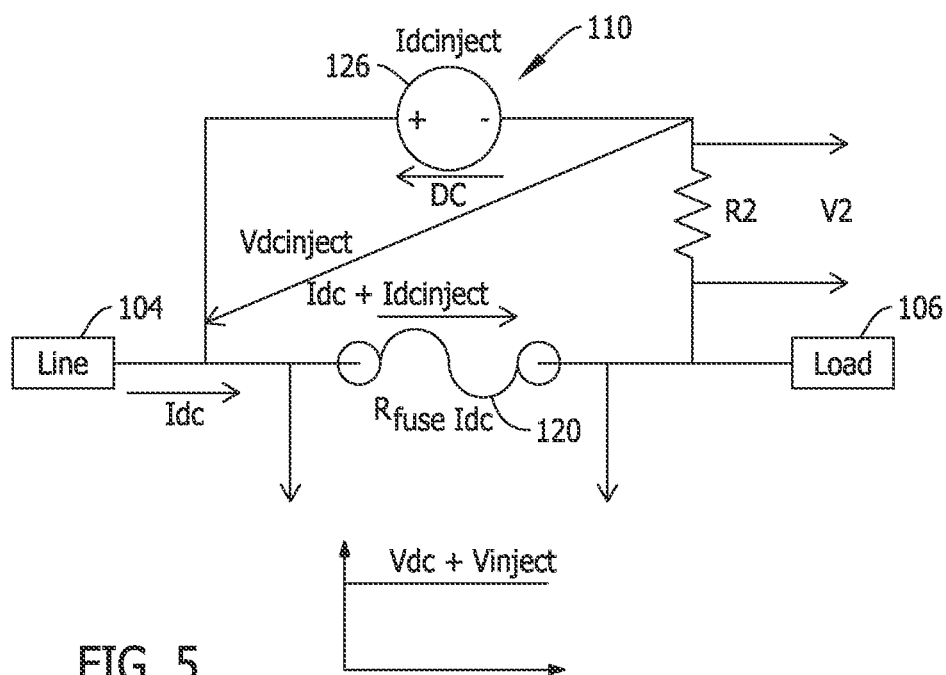 Idcinject
110
126
+ -
DC
R2
V2
Vdcinject
Idc + Idcinject
104
106
Line
Load
Idc
Rfuse Idc
120
Vdc + Vinject
FIG. 5